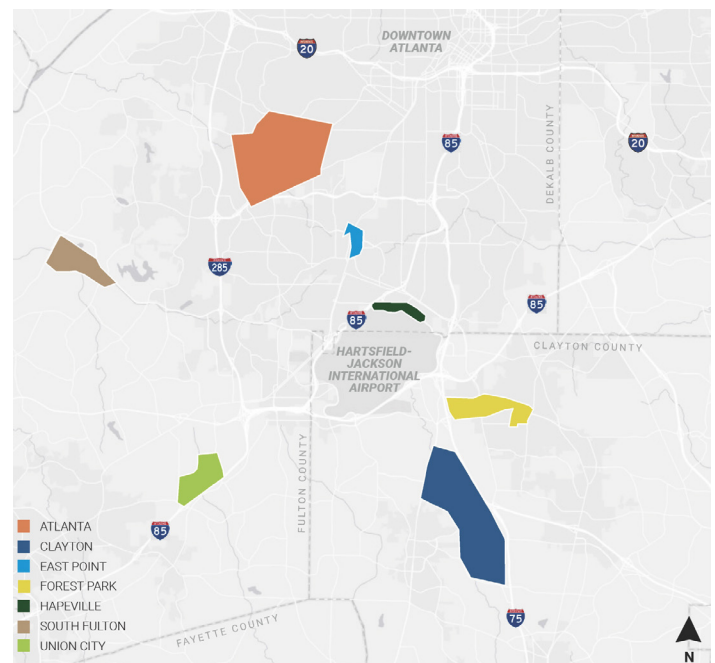 DOWNTOWN
ATLANTA
20
85
20
DEKALB COUNTY
285
85
85
HARTSFIELD-
JACKSON
INTERNATIONAL
AIRPORT
CLAYTON COUNTY
FULTON COUNTY
85
ATLANTA
CLAYTON
EAST POINT
FOREST PARK
HAPEVILLE
SOUTH FULTON
UNION CITY
FAYETTE COUNTY
75
N